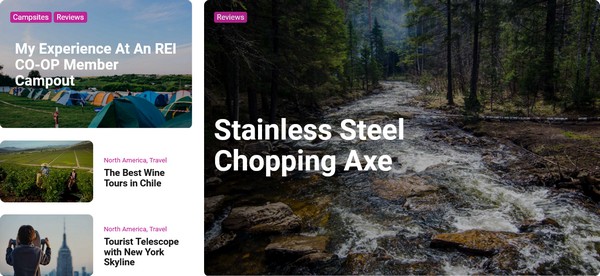 Campsites Reviews
My Experience At An REI
CO-OP Member
Campout
North America, Travel
The Best Wine
Tours in Chile
North America, Travel
Tourist Telescope
with New York
Skyline
Reviews
Stainless Steel
Chopping Axe